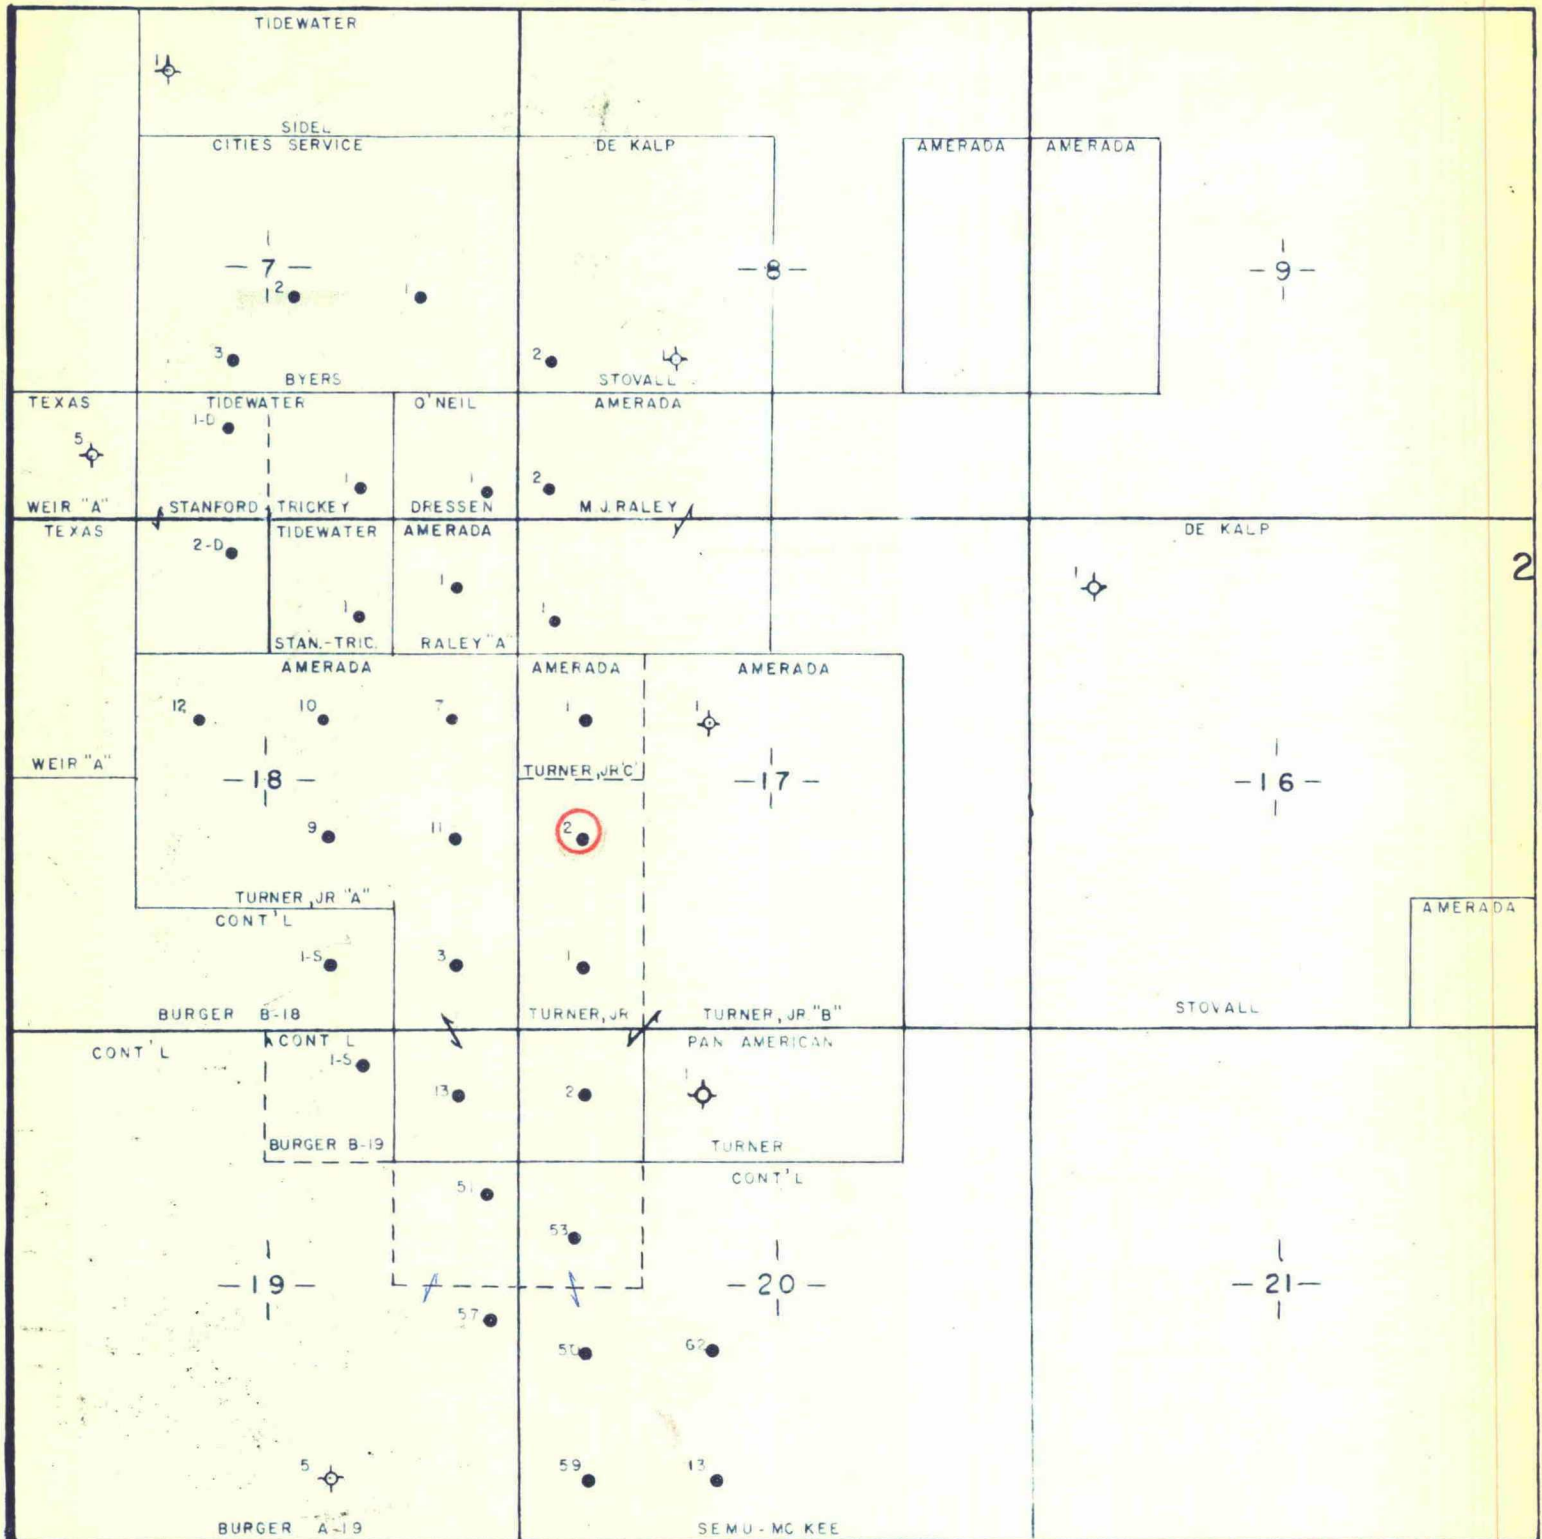 TIDEWATER
1
SIDEL
CITIES SERVICE
DE KALP
AMERADA
AMERADA
7
8
9
2
1
3
2
1
BYERS
STOVALL
TEXAS
TIDEWATER
O'NEIL
AMERADA
1-D
5
1
1
2
WEIR "A"
STANFORD
TRICKEY
DRESSEN
M.J. RALEY
TEXAS
TIDEWATER
AMERADA
DE KALP
2-D
1
1
2
1
1
STAN.-TRIC.
RALEY "A"
AMERADA
AMERADA
AMERADA
12
10
7
1
1
WEIR "A"
18
TURNER, JR "C"
17
16
9
11
2
TURNER, JR "A"
CONT'L
AMERADA
1-S
3
1
BURGER B-18
TURNER, JR
TURNER, JR. "B"
STOVALL
CONT'L
CONT L
PAN AMERICAN
1-S
13
2
1
BURGER B-19
TURNER
CONT'L
51
53
19
20
21
57
50
62
5
59
13
BURGER A-19
SEMU-MC KEE